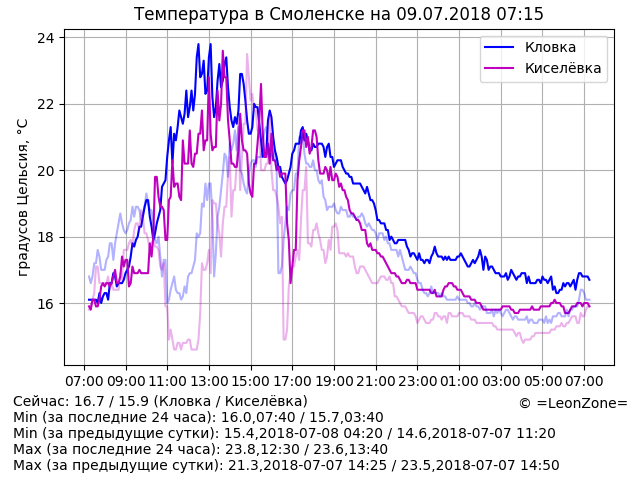 Температура в Смоленске на 09.07.2018 07:15
Кловка
Киселёвка
градусов Цельсия, °C
24
22
20
18
16
07:00 09:00 11:00 13:00 15:00 17:00 19:00 21:00 23:00 01:00 03:00 05:00 07:00
Сейчас: 16.7 / 15.9 (Кловка / Киселёвка)
© =LeonZone=
Min (за последние 24 часа): 16.0,07:40 / 15.7,03:40
Min (за предыдущие сутки): 15.4,2018-07-08 04:20 / 14.6,2018-07-07 11:20
Max (за последние 24 часа): 23.8,12:30 / 23.6,13:40
Max (за предыдущие сутки): 21.3,2018-07-07 14:25 / 23.5,2018-07-07 14:50